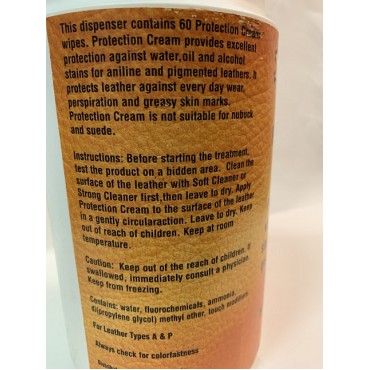 This dispenser contains 60 Protection Cream
wipes. Protection Cream provides excellent
protection against water,oil and alcohol
stains for aniline and pigmented leathers. It
protects leather against every day wear,
perspiration and greasy skin marks.
Protection Cream is not suitable for nubock
and suede.
Instructions: Before starting the treatment,
test the product on a hidden area. Clean the
surface of the leather with Soft Cleaner or
Strong Cleaner first,then leave to dry. Apply
Protection Cream to the surface of the leather
in a gently circularaction. Leave to dry. Keep
out of reach of children. Keep at room
temperature.
Caution: Keep out of the reach of children. If
swallowed, immediately consult a physician.
Keep from freezing.
Contains: water, fluorochemicals, ammonia,
dipropylene glycol) methyl ether, touch modifiers.
For Leather Types A & P
Always check for colorfastness